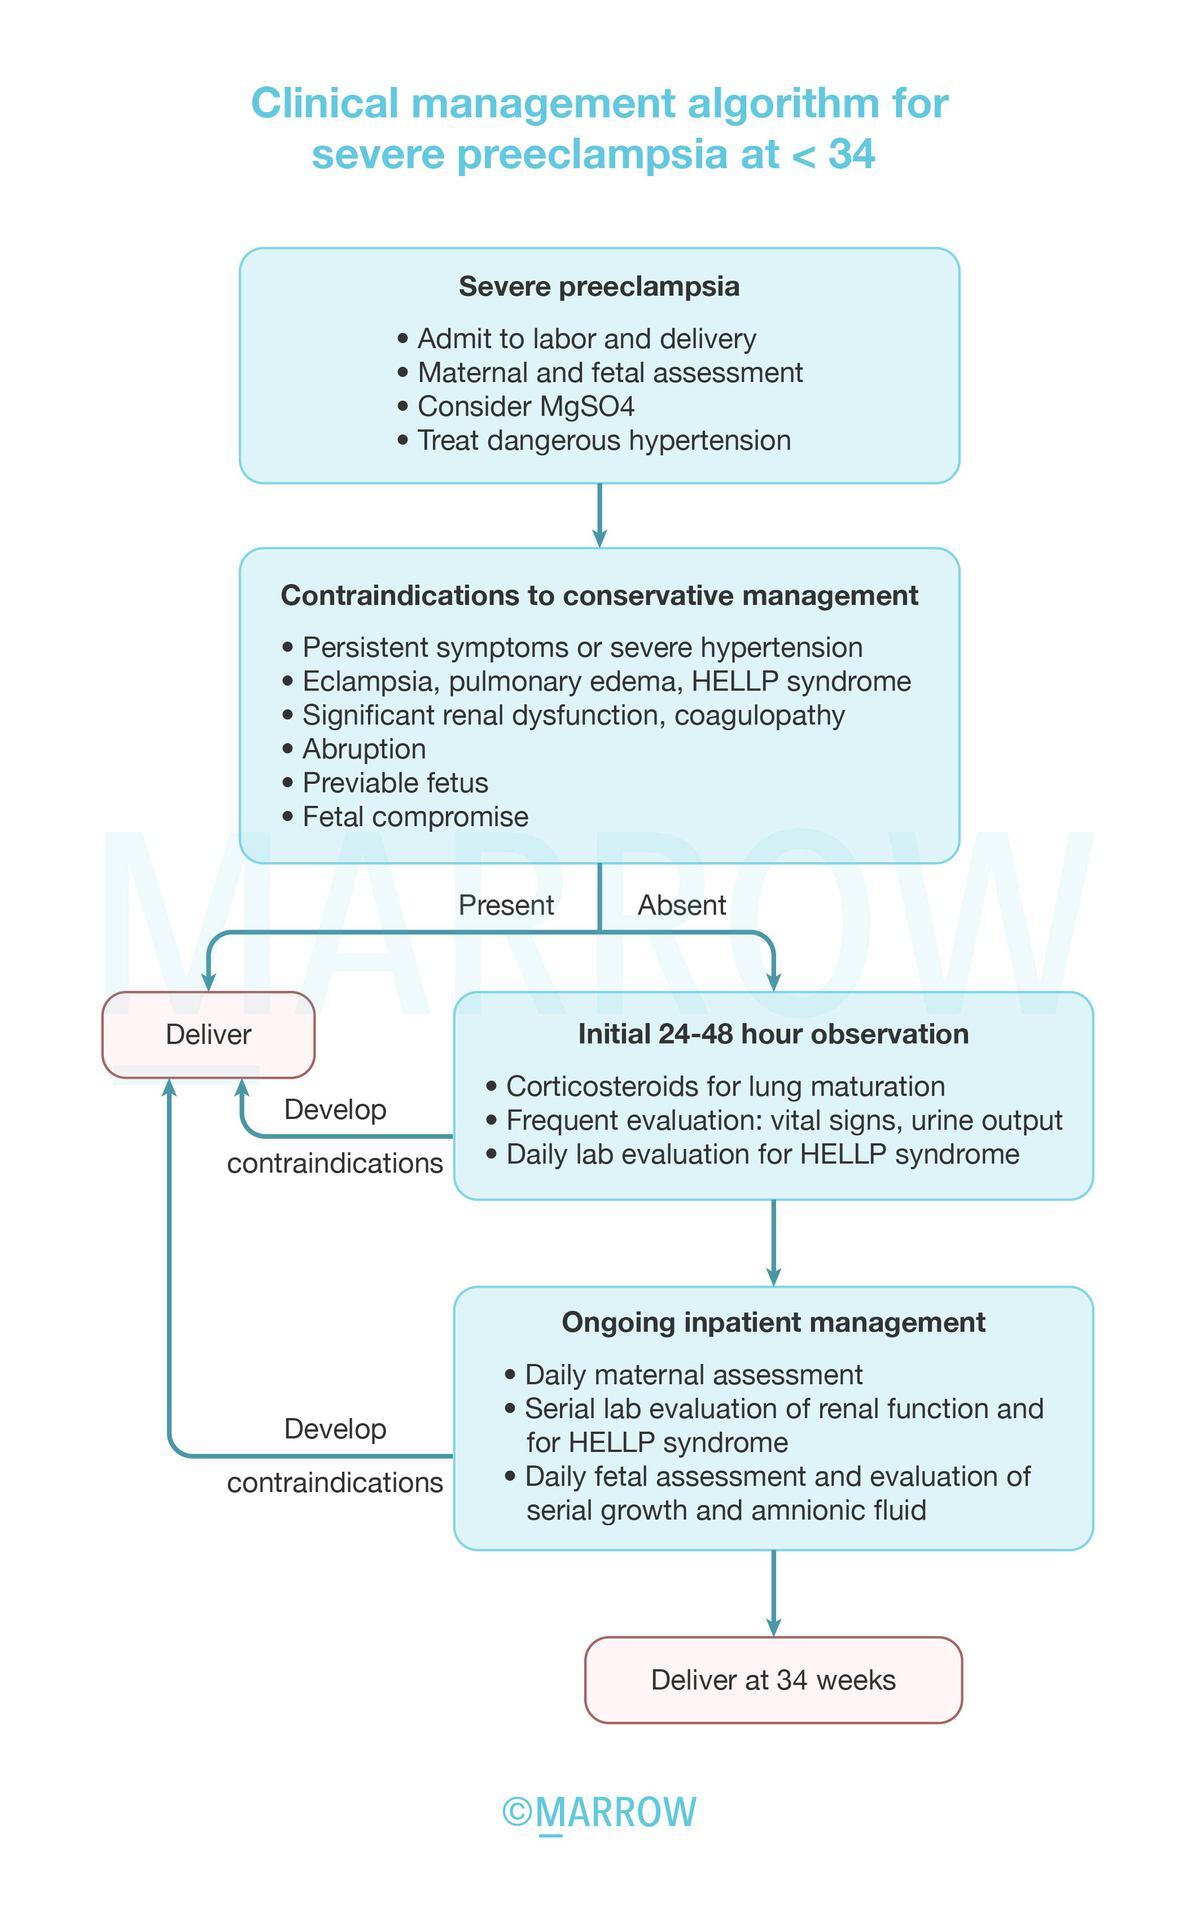 Clinical management algorithm for
severe preeclampsia at < 34
Severe preeclampsia
• Admit to labor and delivery
• Maternal and fetal assessment
• Consider MgSO4
• Treat dangerous hypertension
Contraindications to conservative management
• Persistent symptoms or severe hypertension
• Eclampsia, pulmonary edema, HELLP syndrome
• Significant renal dysfunction, coagulopathy
• Abruption
• Previable fetus
• Fetal compromise
MARROW
Present
Absent
Deliver
Initial 24-48 hour observation
• Corticosteroids for lung maturation
• Frequent evaluation: vital signs, urine output
• Daily lab evaluation for HELLP syndrome
Develop
contraindications
Ongoing inpatient management
• Daily maternal assessment
• Serial lab evaluation of renal function and
for HELLP syndrome
• Daily fetal assessment and evaluation of
serial growth and amnionic fluid
Develop
contraindications
Deliver at 34 weeks
©MARROW